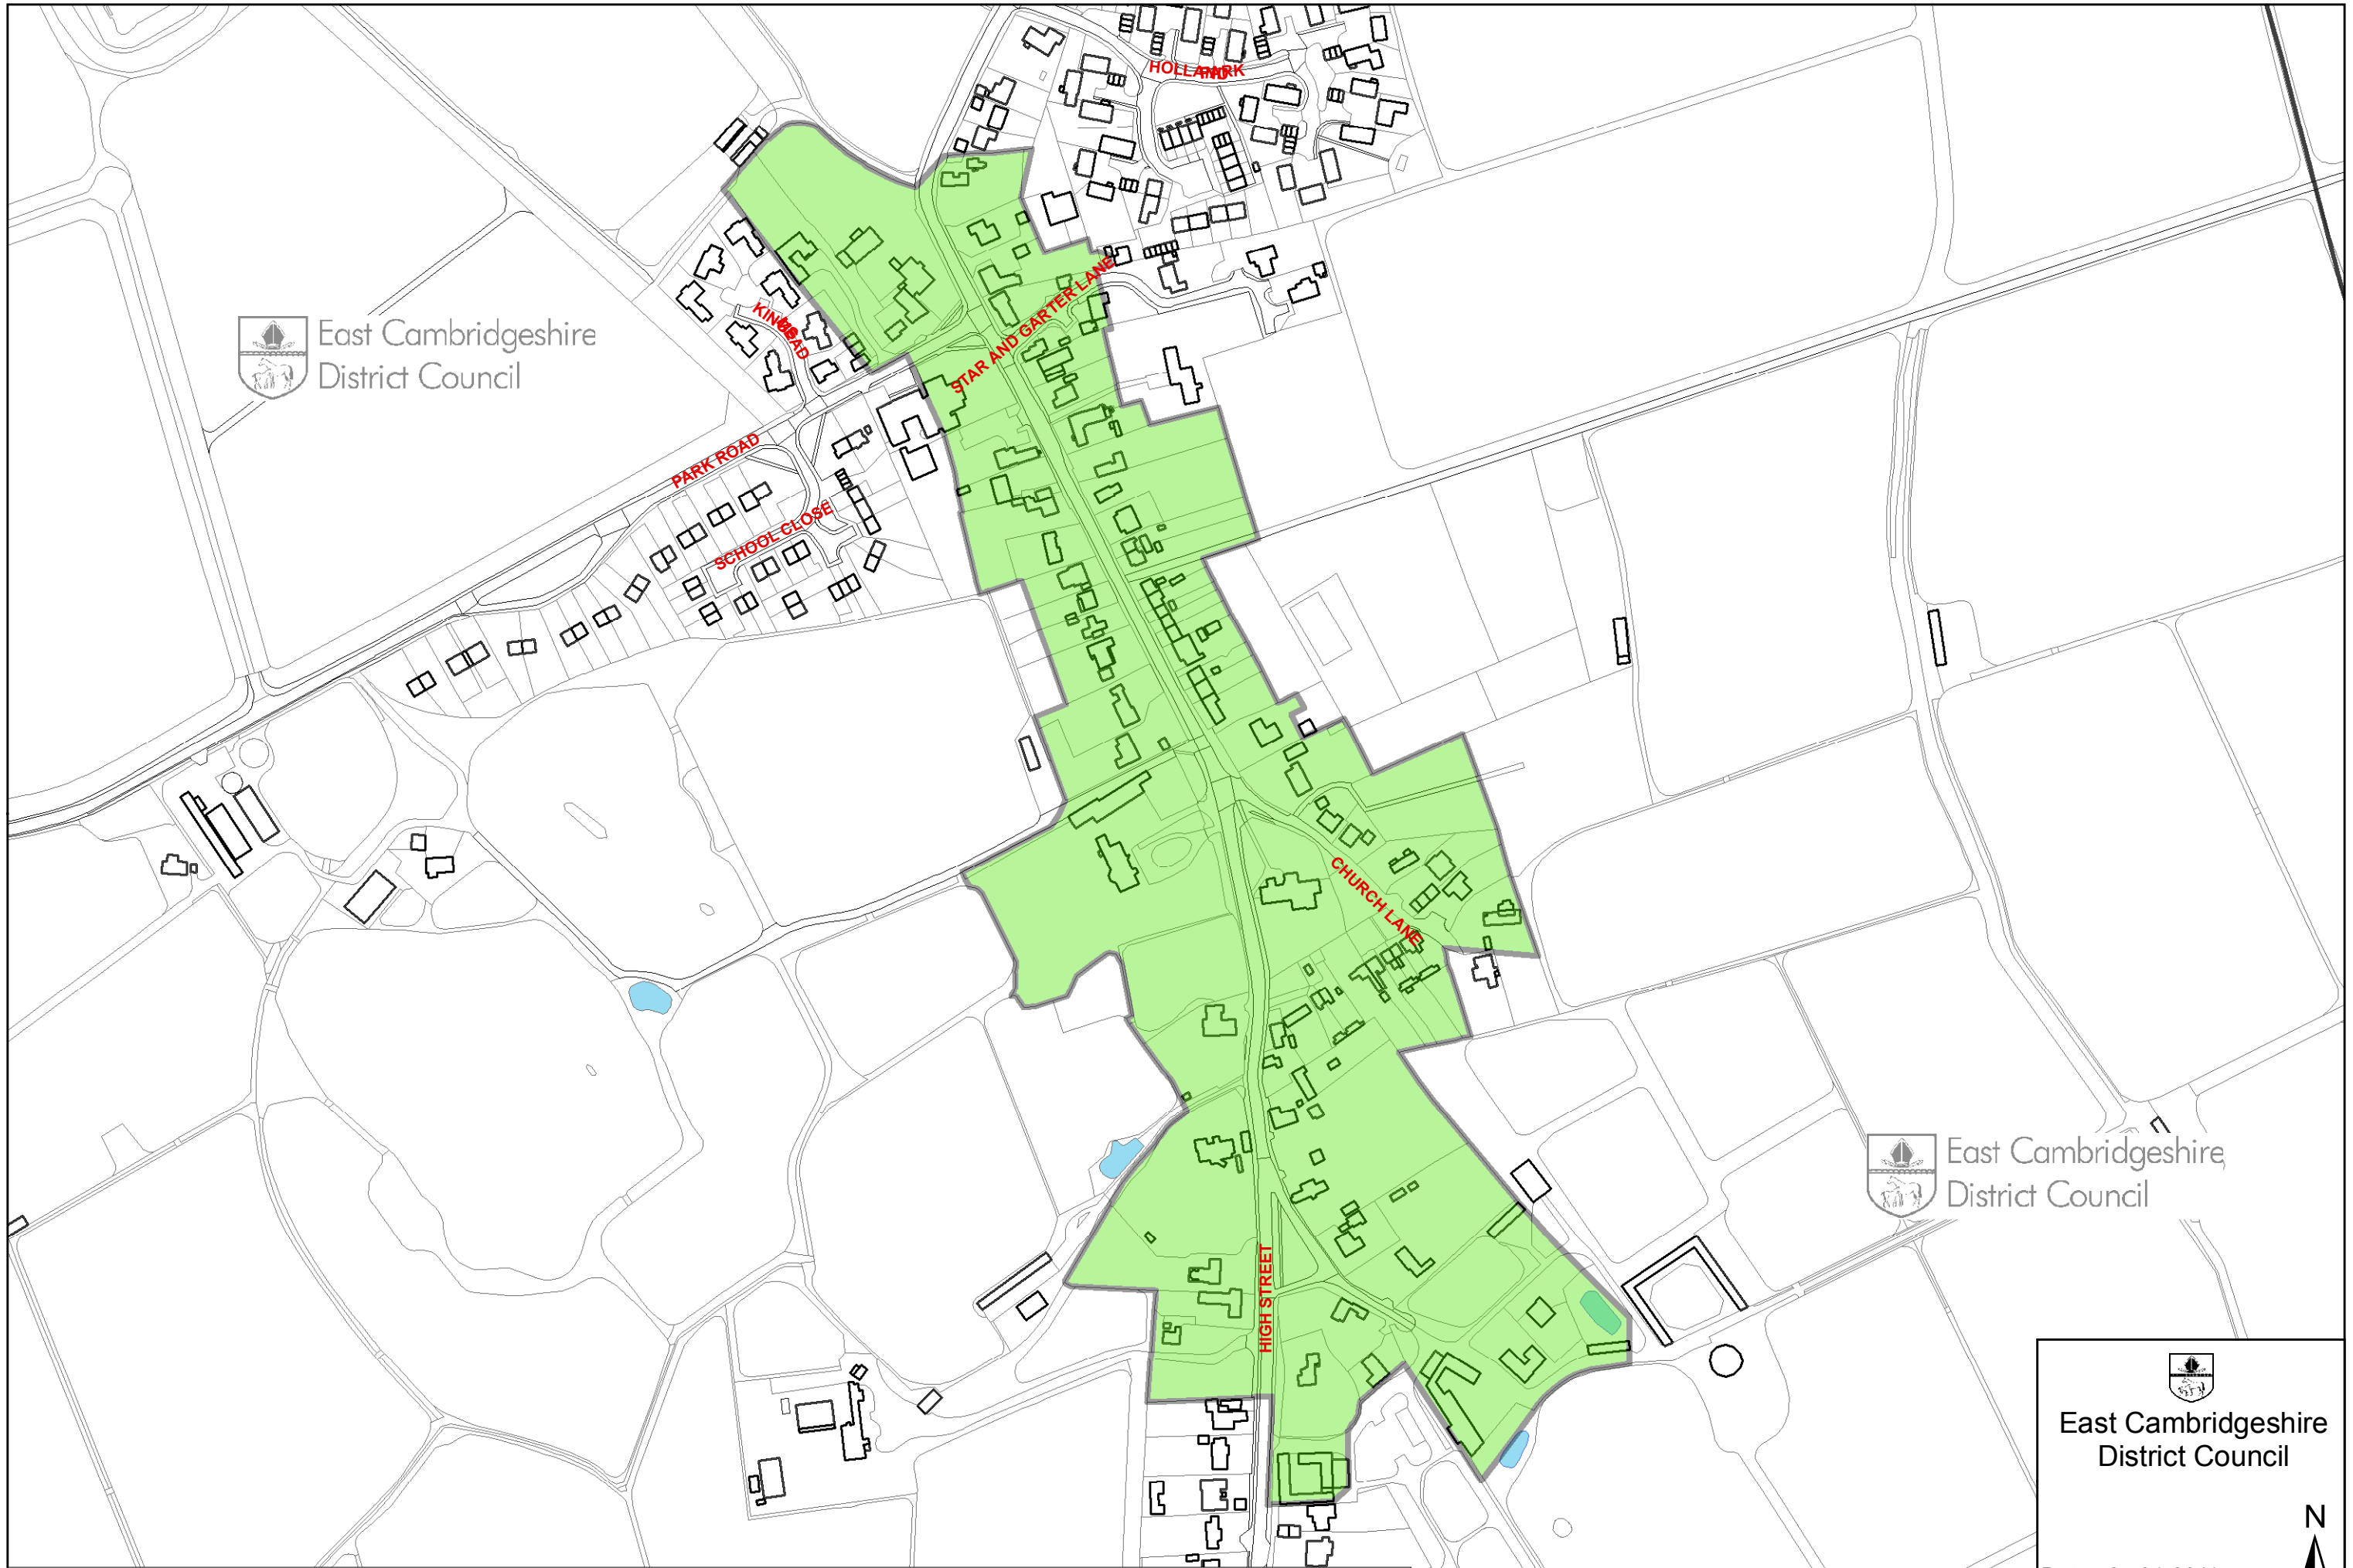 HOLLAND PARK
STAR AND GARTER LANE
East Cambridgeshire
District Council
PARK ROAD
SCHOOL CLOSE
CHURCH LANE
East Cambridgeshire
District Council
HIGH STREET
East Cambridgeshire
District Council
N